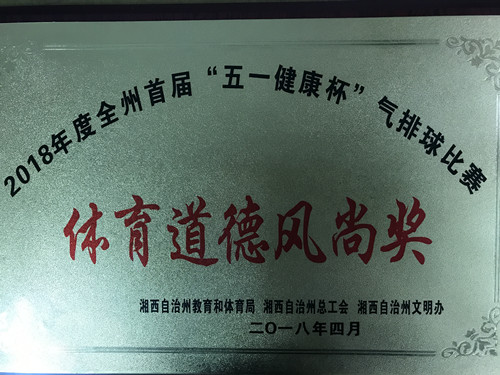 2018年度全州首届“五一健康杯”气排球比赛
体育道德风尚奖
湘西自治州教育和体育局 湘西自治州总工会 湘西自治州文明办
二〇一八年四月